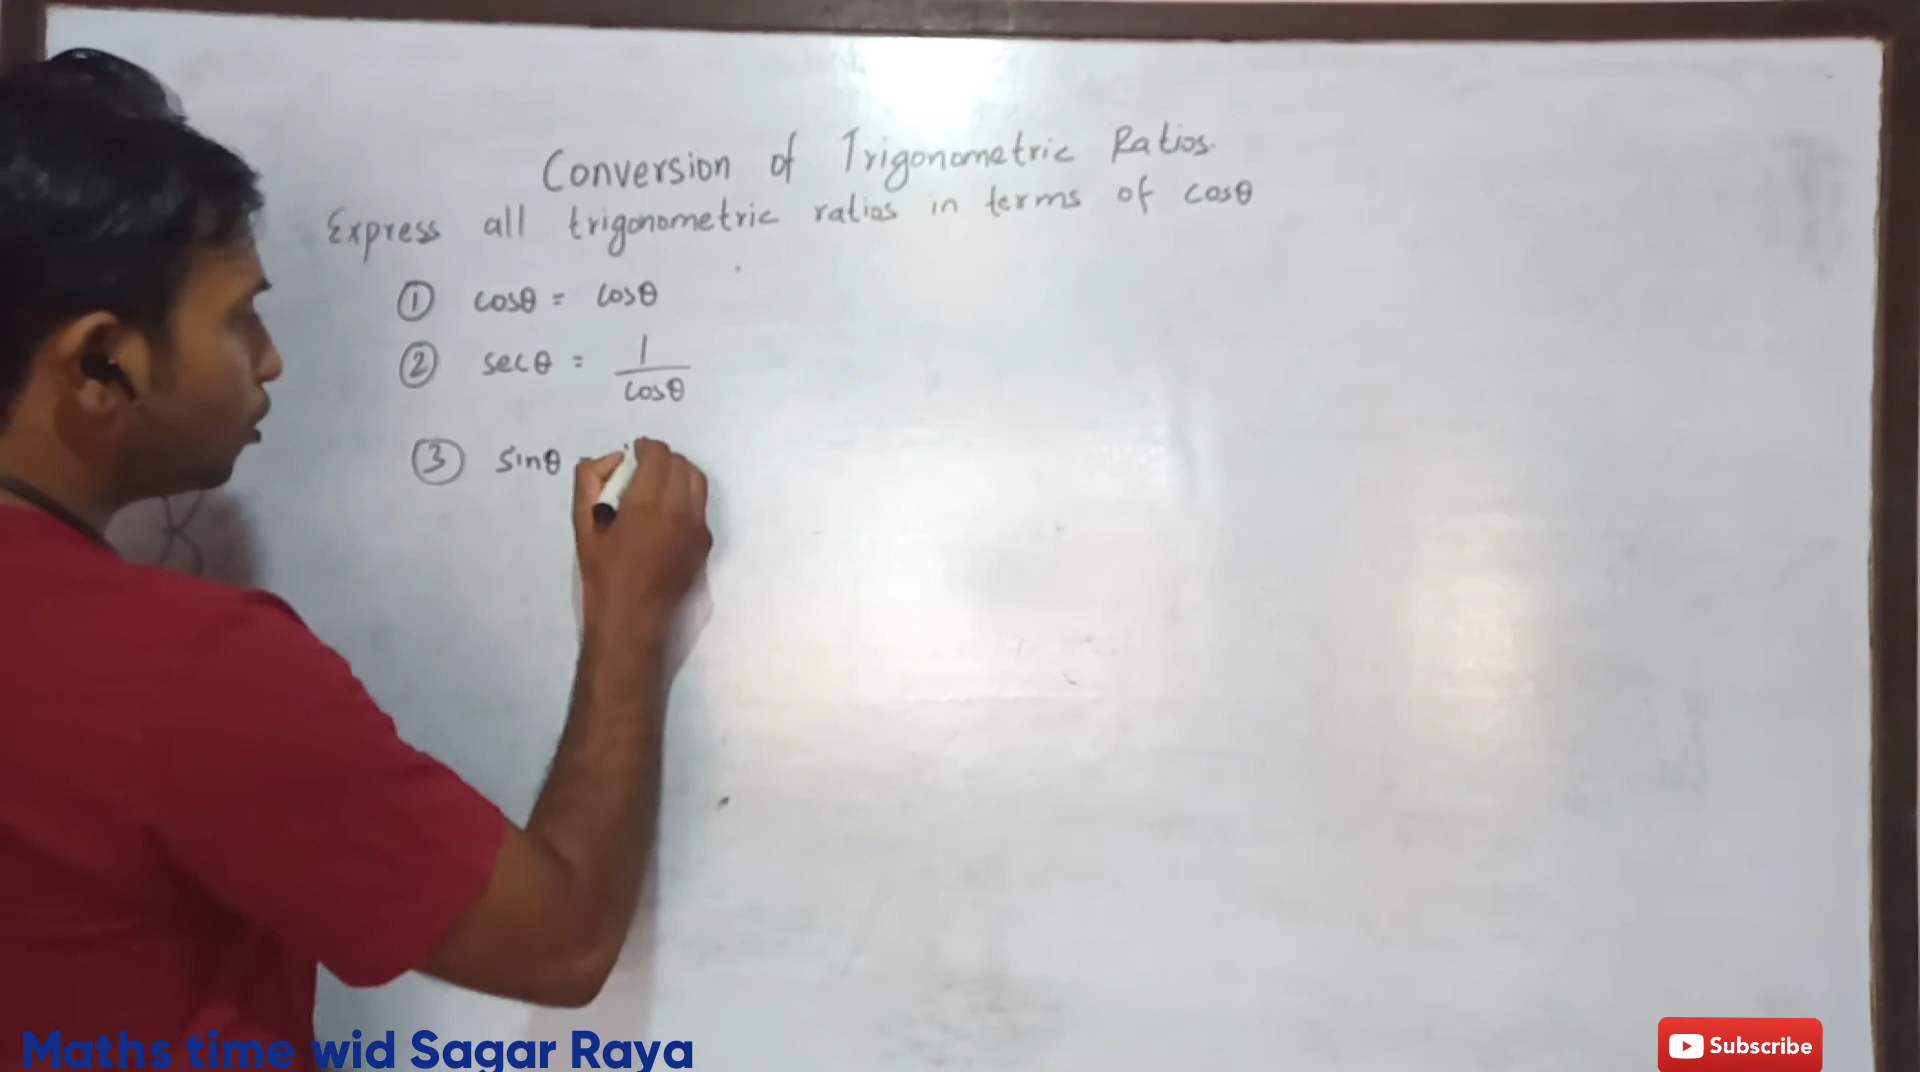 Conversion of Trigonometric Ratios.
Express all trigonometric ratios in terms of cosθ
① cosθ = cosθ
② secθ = 1/cosθ
③ sinθ
Maths time wid Sagar Raya
Subscribe